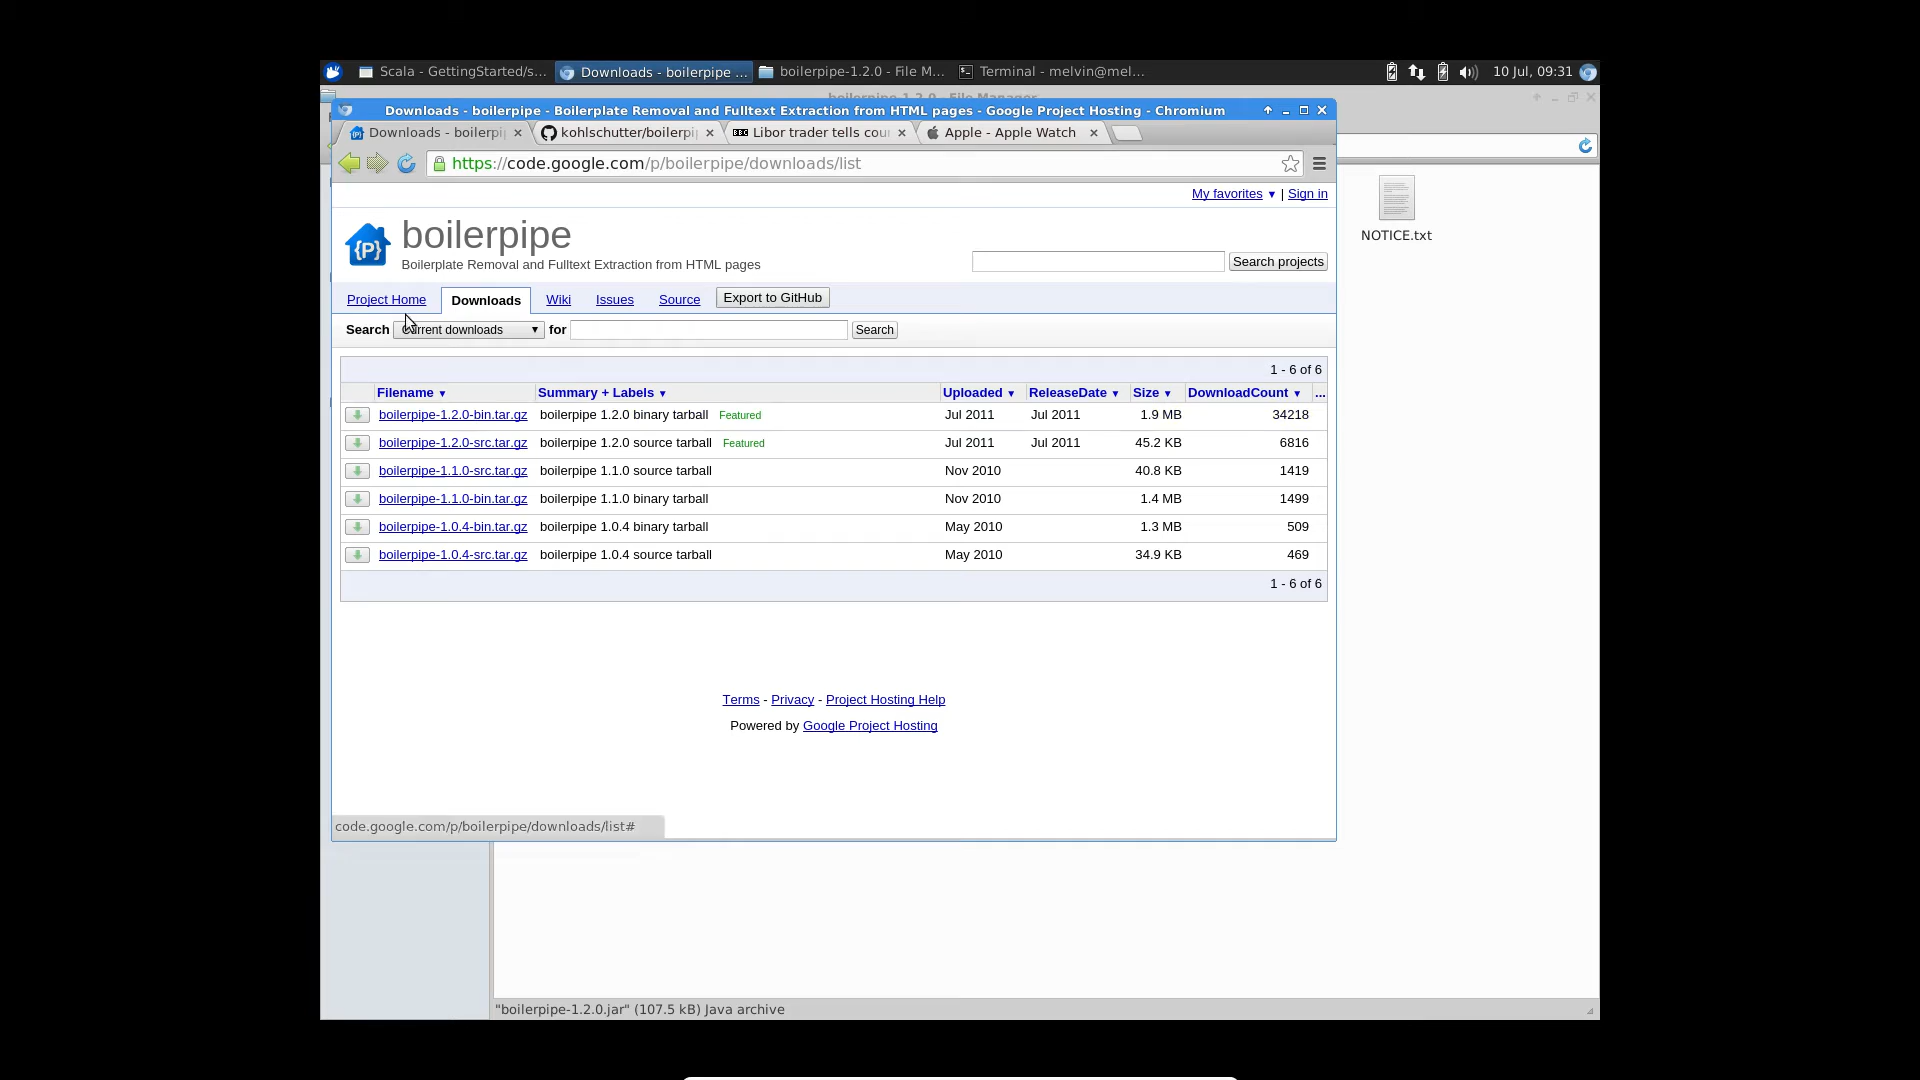 Scala - GettingStarted/s... Downloads - boilerpipe ... boilerpipe-1.2.0 - File M... Terminal - melvin@mel... 10 Jul, 09:31
boilerpipe-1.2.0 - File Manager
Downloads - boilerpipe - Boilerplate Removal and Fulltext Extraction from HTML pages - Google Project Hosting - Chromium
Downloads - boilerpi kohlschutter/boilerpi BBC Libor trader tells cou Apple - Apple Watch
https://code.google.com/p/boilerpipe/downloads/list
My favorites ▼ | Sign in
{P} boilerpipe
Boilerplate Removal and Fulltext Extraction from HTML pages
Search projects
NOTICE.txt
Project Home Downloads Wiki Issues Source Export to GitHub
Search Current downloads for Search
1 - 6 of 6
Filename ▼ Summary + Labels ▼ Uploaded ▼ ReleaseDate ▼ Size ▼ DownloadCount ▼ ...
boilerpipe-1.2.0-bin.tar.gz boilerpipe 1.2.0 binary tarball Featured Jul 2011 Jul 2011 1.9 MB 34218
boilerpipe-1.2.0-src.tar.gz boilerpipe 1.2.0 source tarball Featured Jul 2011 Jul 2011 45.2 KB 6816
boilerpipe-1.1.0-src.tar.gz boilerpipe 1.1.0 source tarball Nov 2010 40.8 KB 1419
boilerpipe-1.1.0-bin.tar.gz boilerpipe 1.1.0 binary tarball Nov 2010 1.4 MB 1499
boilerpipe-1.0.4-bin.tar.gz boilerpipe 1.0.4 binary tarball May 2010 1.3 MB 509
boilerpipe-1.0.4-src.tar.gz boilerpipe 1.0.4 source tarball May 2010 34.9 KB 469
1 - 6 of 6
Terms - Privacy - Project Hosting Help
Powered by Google Project Hosting
code.google.com/p/boilerpipe/downloads/list#
"boilerpipe-1.2.0.jar" (107.5 kB) Java archive